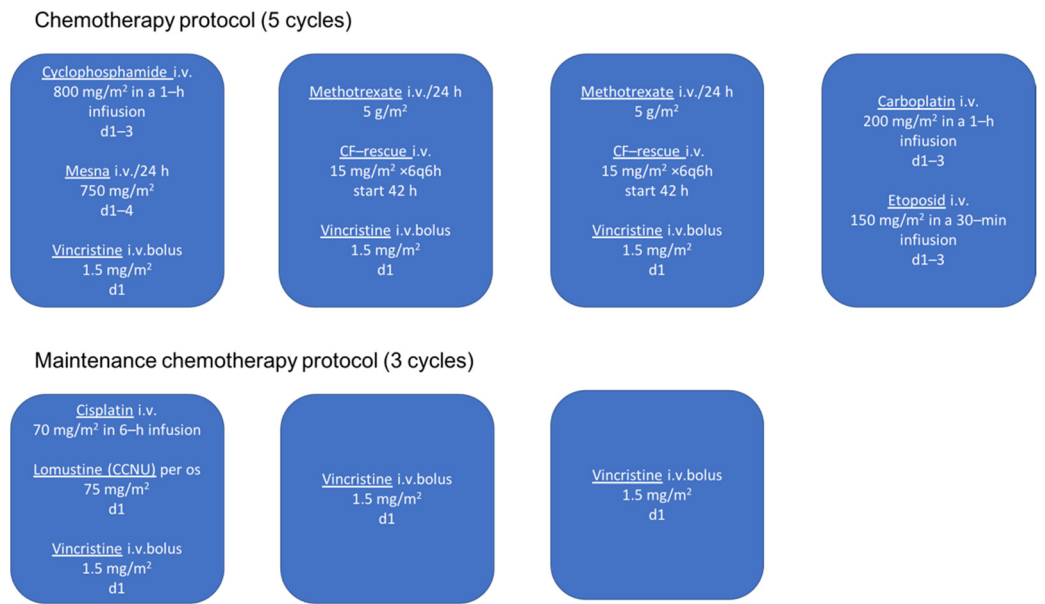 Chemotherapy protocol (5 cycles)
Cyclophosphamide i.v.
800 mg/m² in a 1–h
infiusion
d1–3
Mesna i.v./24 h
750 mg/m²
d1–4
Vincristine i.v.bolus
1.5 mg/m²
d1
Methotrexate i.v./24 h
5 g/m²
CF–rescue i.v.
15 mg/m² ×6q6h
start 42 h
Vincristine i.v.bolus
1.5 mg/m²
d1
Methotrexate i.v./24 h
5 g/m²
CF–rescue i.v.
15 mg/m² ×6q6h
start 42 h
Vincristine i.v.bolus
1.5 mg/m²
d1
Carboplatin i.v.
200 mg/m² in a 1–h
infiusion
d1–3
Etoposid i.v.
150 mg/m² in a 30–min
infiusion
d1–3
Maintenance chemotherapy protocol (3 cycles)
Cisplatin i.v.
70 mg/m² in 6–h infusion
Lomustine (CCNU) per os
75 mg/m²
d1
Vincristine i.v.bolus
1.5 mg/m²
d1
Vincristine i.v.bolus
1.5 mg/m²
d1
Vincristine i.v.bolus
1.5 mg/m²
d1